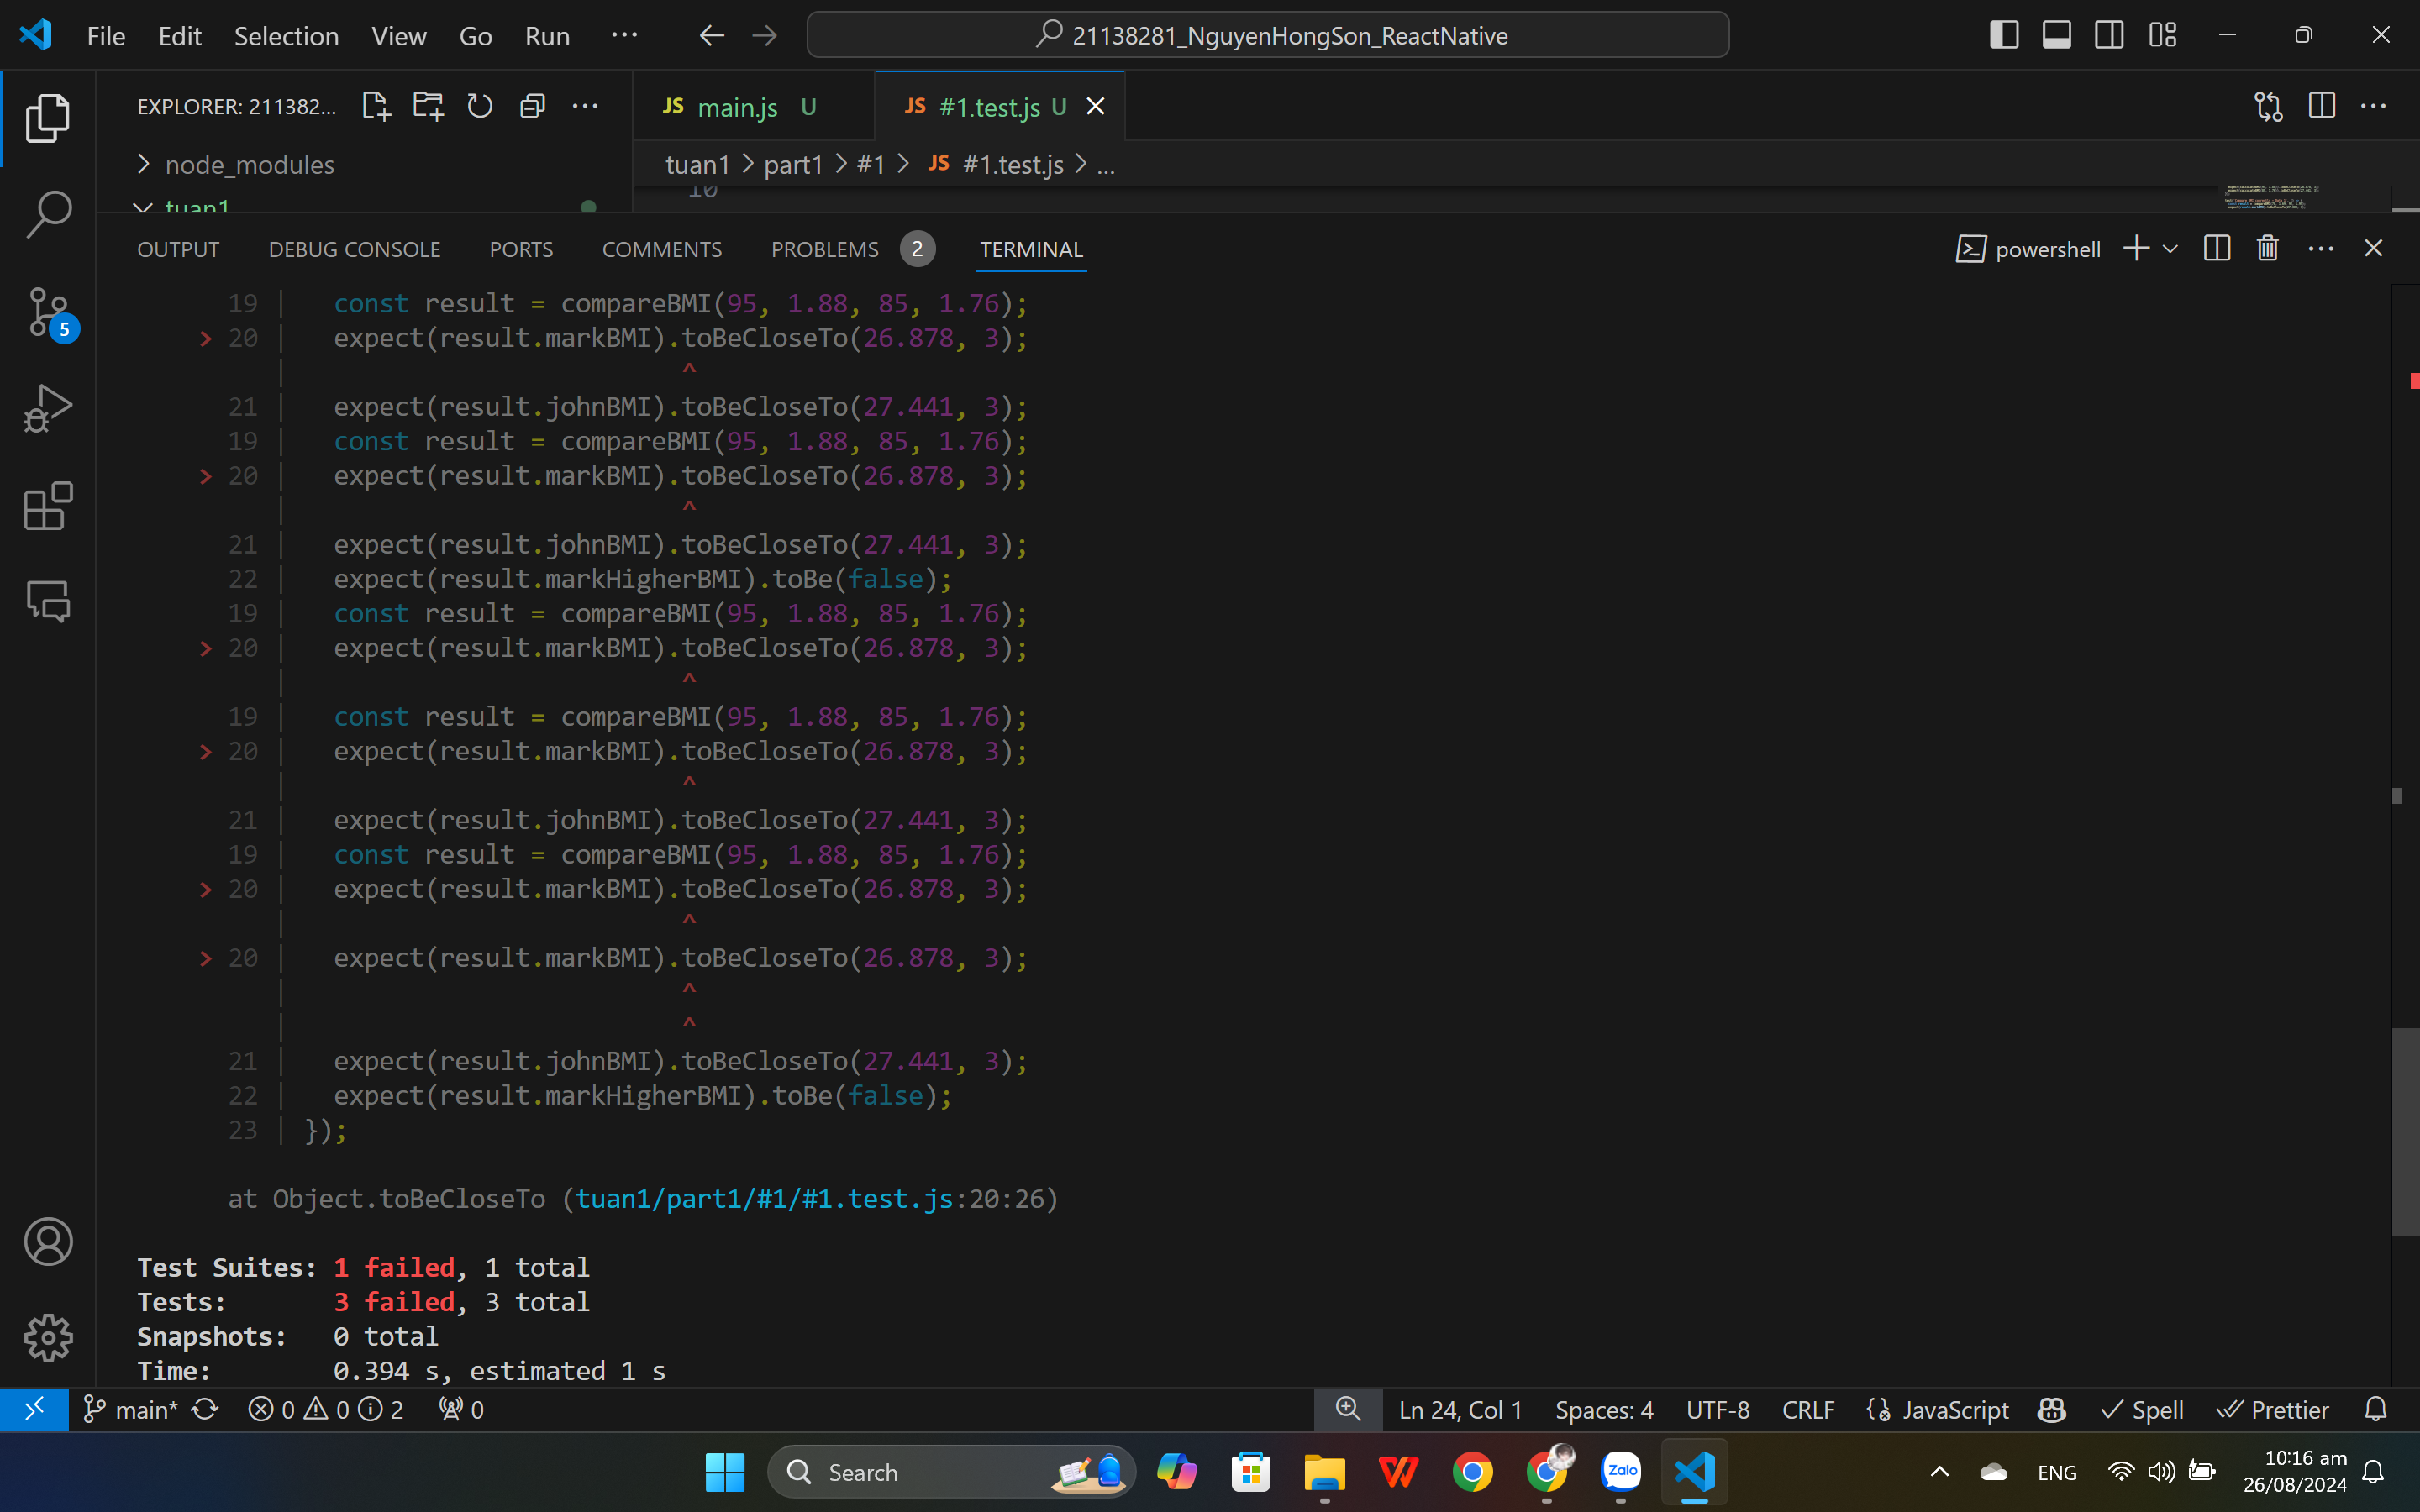 File Edit Selection View Go Run ··· 21138281_NguyenHongSon_ReactNative
EXPLORER: 211382... ···
JS main.js U
JS #1.test.js U
···
node_modules
tuan1 > part1 > #1 > JS #1.test.js > ...
tuan1
10
OUTPUT DEBUG CONSOLE PORTS COMMENTS PROBLEMS 2 TERMINAL
powershell
5
19 | const result = compareBMI(95, 1.88, 85, 1.76);
> 20 | expect(result.markBMI).toBeCloseTo(26.878, 3);
| ^
21 | expect(result.johnBMI).toBeCloseTo(27.441, 3);
19 | const result = compareBMI(95, 1.88, 85, 1.76);
> 20 | expect(result.markBMI).toBeCloseTo(26.878, 3);
| ^
21 | expect(result.johnBMI).toBeCloseTo(27.441, 3);
22 | expect(result.markHigherBMI).toBe(false);
19 | const result = compareBMI(95, 1.88, 85, 1.76);
> 20 | expect(result.markBMI).toBeCloseTo(26.878, 3);
| ^
19 | const result = compareBMI(95, 1.88, 85, 1.76);
> 20 | expect(result.markBMI).toBeCloseTo(26.878, 3);
| ^
21 | expect(result.johnBMI).toBeCloseTo(27.441, 3);
19 | const result = compareBMI(95, 1.88, 85, 1.76);
> 20 | expect(result.markBMI).toBeCloseTo(26.878, 3);
| ^
> 20 | expect(result.markBMI).toBeCloseTo(26.878, 3);
| ^
| ^
21 | expect(result.johnBMI).toBeCloseTo(27.441, 3);
22 | expect(result.markHigherBMI).toBe(false);
23 | });
at Object.toBeCloseTo (tuan1/part1/#1/#1.test.js:20:26)
Test Suites: 1 failed, 1 total
Tests: 3 failed, 3 total
Snapshots: 0 total
Time: 0.394 s, estimated 1 s
main* 0 0 2 0 Ln 24, Col 1 Spaces: 4 UTF-8 CRLF JavaScript Spell Prettier
Search
Zalo
ENG
10:16 am
26/08/2024